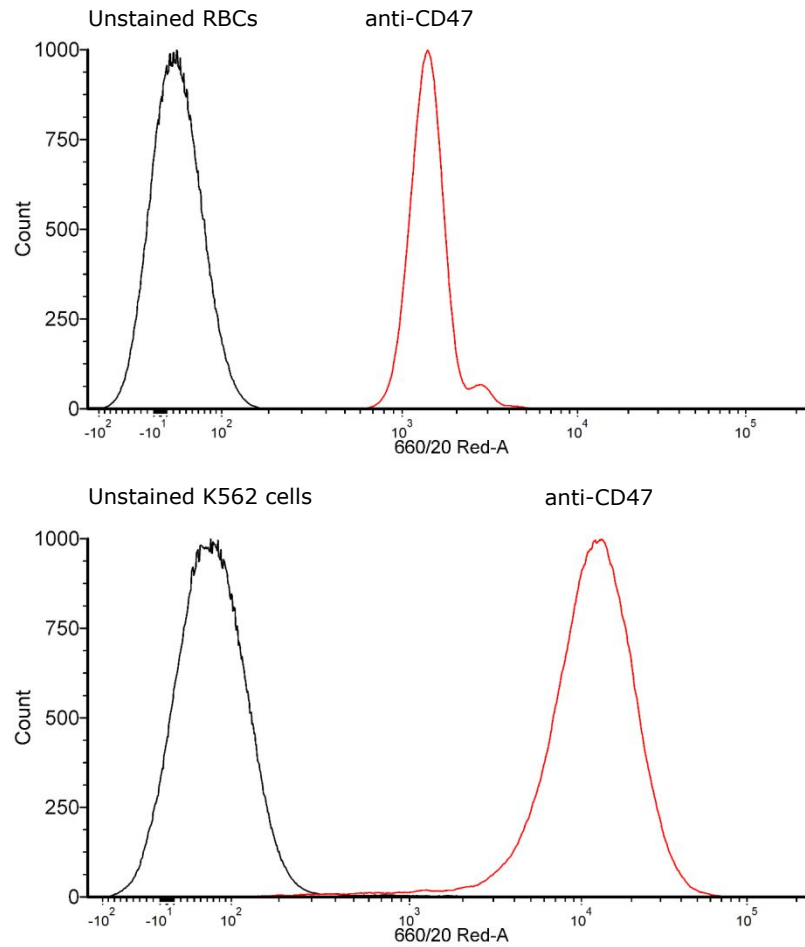 Unstained RBCs anti-CD47
1000
750
500
250
0
Count
-10² -10¹ 10² 10³ 10⁴ 10⁵
660/20 Red-A
Unstained K562 cells anti-CD47
1000
750
500
250
0
Count
-10² -10¹ 10² 10³ 10⁴ 10⁵
660/20 Red-A